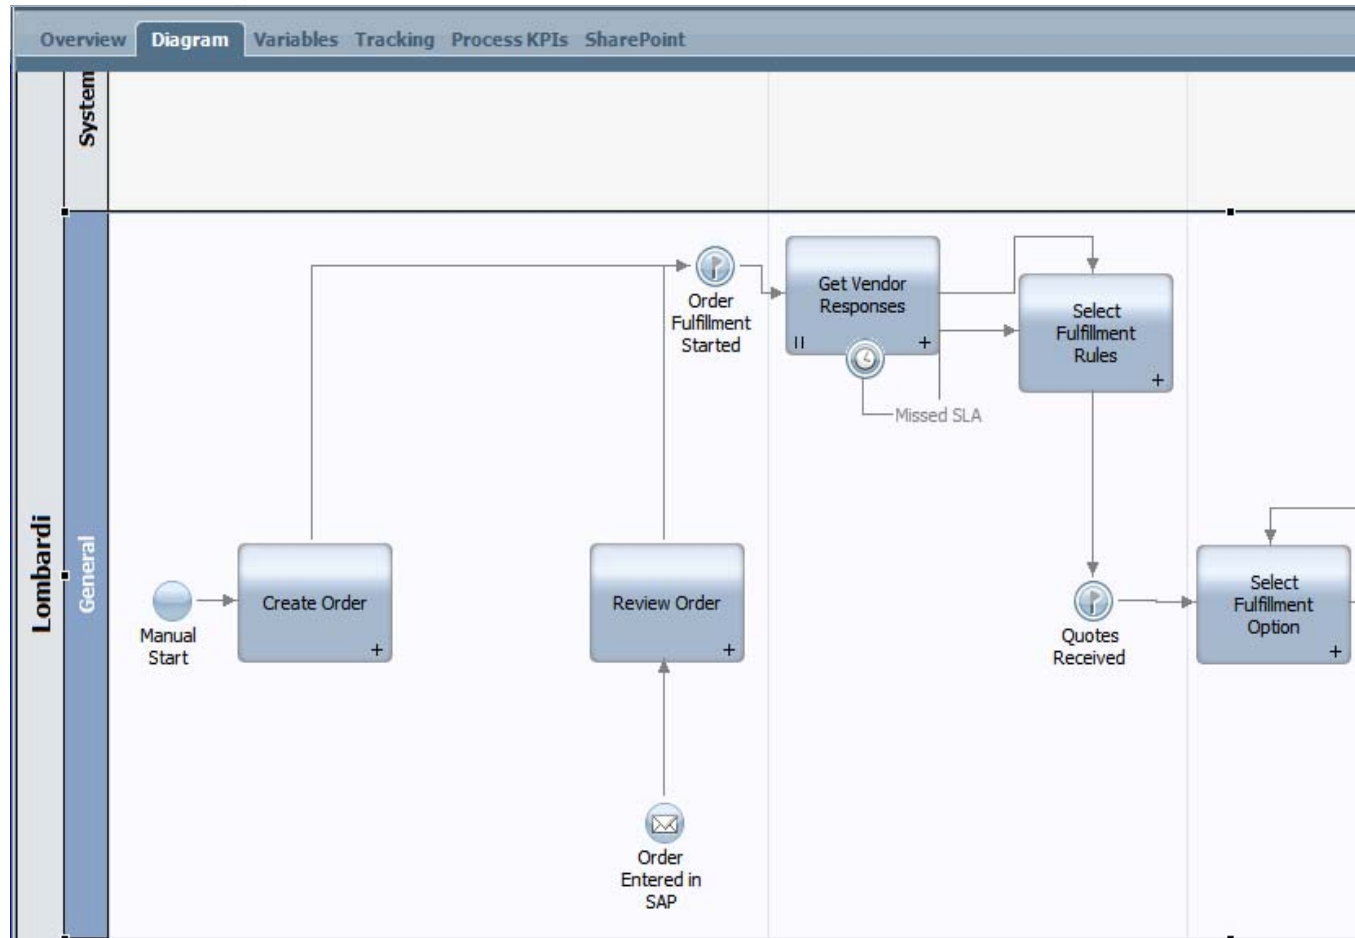 Overview Diagram Variables Tracking Process KPIs SharePoint
System
Lombardi
General
Order
Fulfillment
Started
Get Vendor
Responses
Missed SLA
Select
Fulfillment
Rules
Manual
Start
Create Order
Review Order
Quotes
Received
Select
Fulfillment
Option
Order
Entered in
SAP